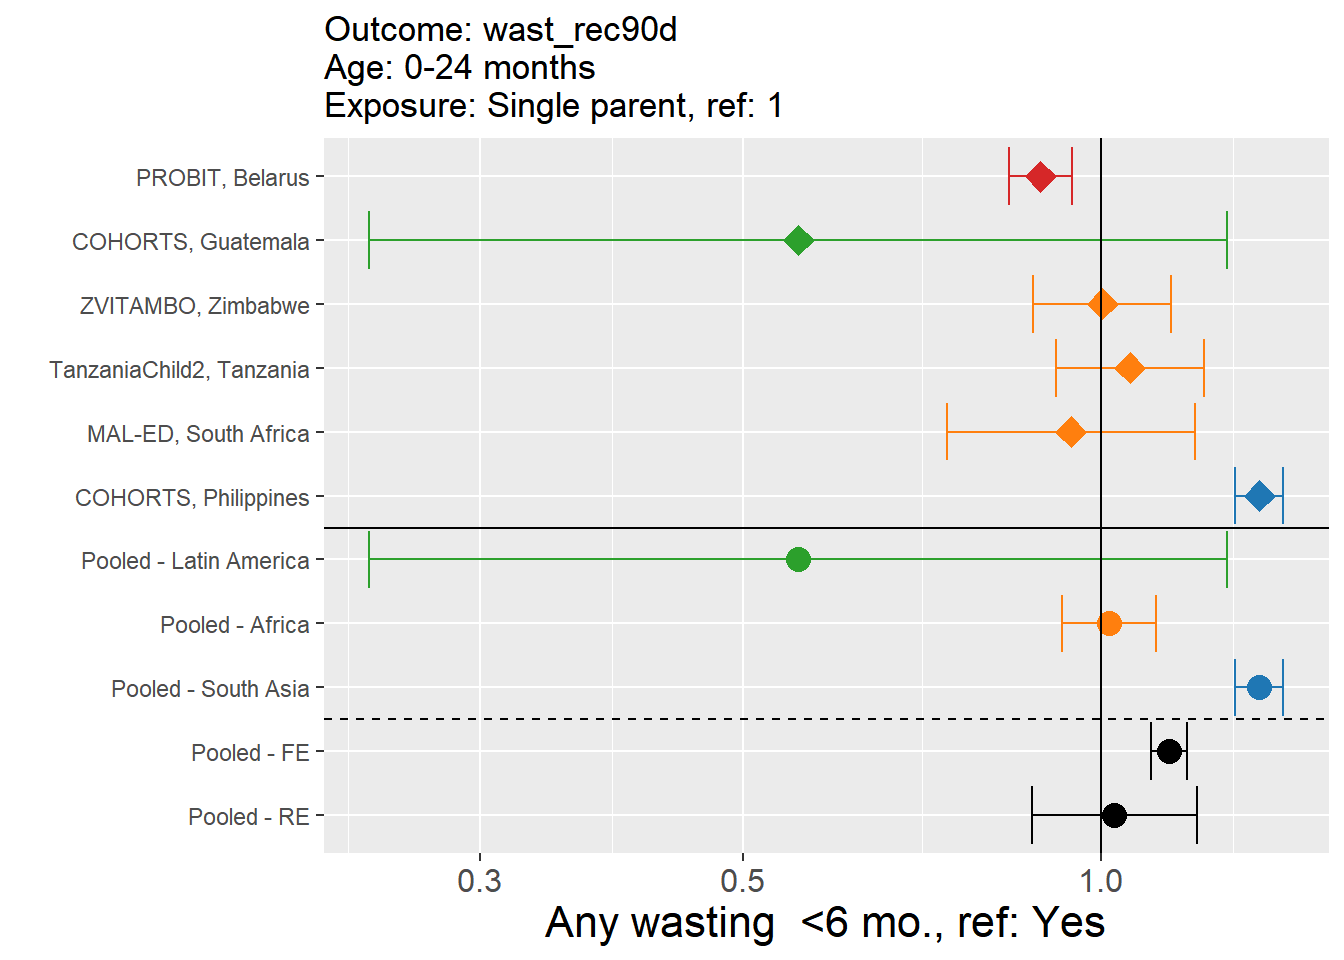 Outcome: wast_rec90d
Age: 0-24 months
Exposure: Single parent, ref: 1
PROBIT, Belarus
COHORTS, Guatemala
ZVITAMBO, Zimbabwe
TanzaniaChild2, Tanzania
MAL-ED, South Africa
COHORTS, Philippines
Pooled - Latin America
Pooled - Africa
Pooled - South Asia
Pooled - FE
Pooled - RE
0.3 0.5 1.0
Any wasting  <6 mo., ref: Yes